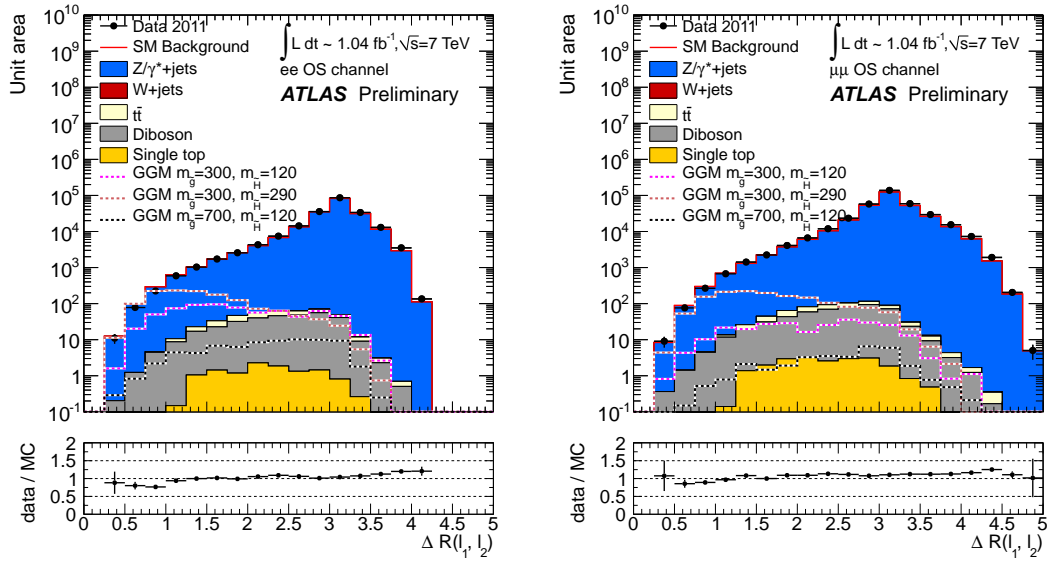 Unit area
10^10
10^9
10^8
10^7
10^6
10^5
10^4
10^3
10^2
10
1
10^-1
Data 2011
SM Background
Z/γ*+jets
W+jets
tt̄
Diboson
Single top
GGM m_g̃=300, m_H̃=120
GGM m_g̃=300, m_H̃=290
GGM m_g̃=700, m_H̃=120
∫L dt ~ 1.04 fb^-1, √s=7 TeV
ee OS channel
ATLAS Preliminary
data / MC
2
1.5
1
0.5
0
0 0.5 1 1.5 2 2.5 3 3.5 4 4.5 5
Δ R(l_1, l_2)
Unit area
10^10
10^9
10^8
10^7
10^6
10^5
10^4
10^3
10^2
10
1
10^-1
Data 2011
SM Background
Z/γ*+jets
W+jets
tt̄
Diboson
Single top
GGM m_g̃=300, m_H̃=120
GGM m_g̃=300, m_H̃=290
GGM m_g̃=700, m_H̃=120
∫L dt ~ 1.04 fb^-1, √s=7 TeV
μμ OS channel
ATLAS Preliminary
data / MC
2
1.5
1
0.5
0
0 0.5 1 1.5 2 2.5 3 3.5 4 4.5 5
Δ R(l_1, l_2)